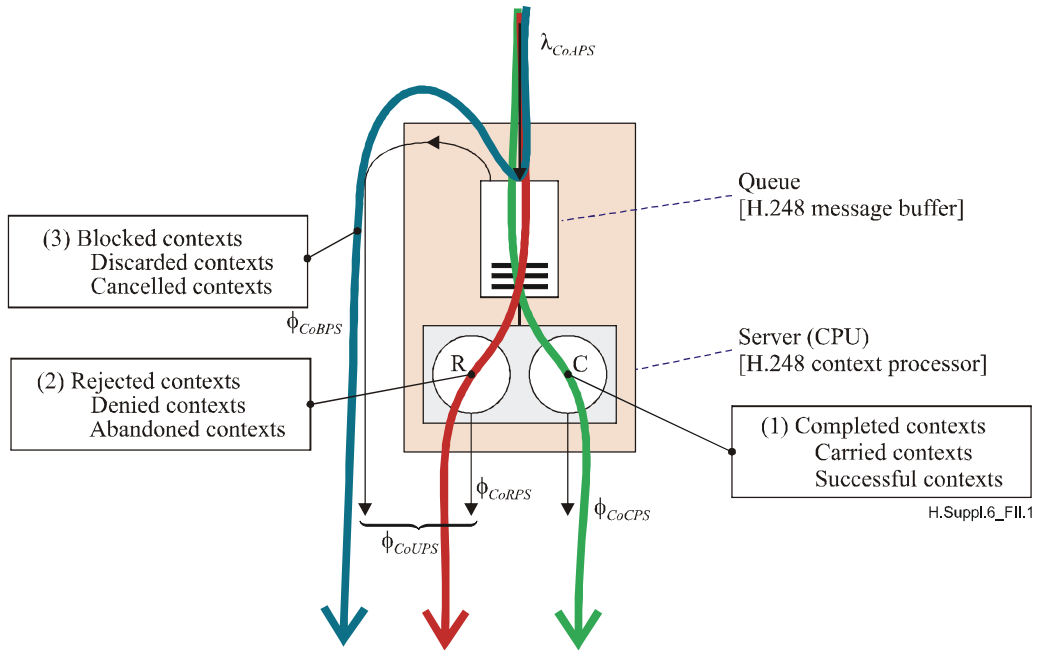 λCoAPS
Queue
[H.248 message buffer]
(3) Blocked contexts
Discarded contexts
Cancelled contexts
ϕCoBPS
Server (CPU)
[H.248 context processor]
R
C
(2) Rejected contexts
Denied contexts
Abandoned contexts
(1) Completed contexts
Carried contexts
Successful contexts
ϕCoRPS
ϕCoCPS
H.Suppl.6_FII.1
ϕCoUPS